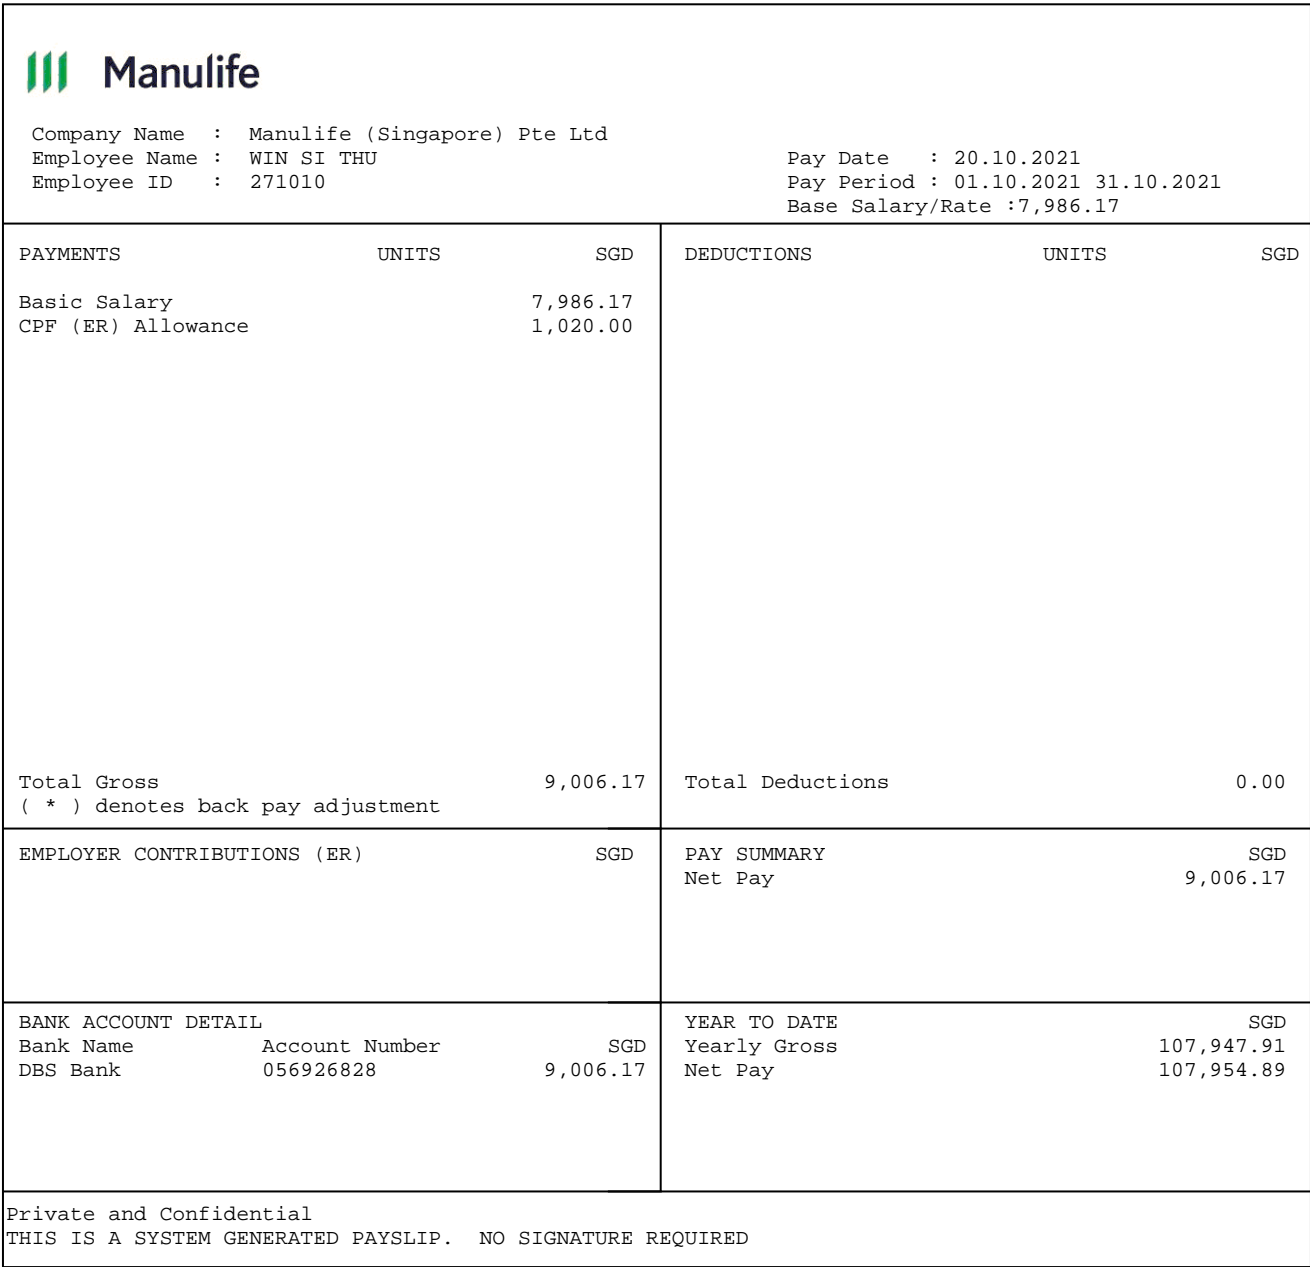 Manulife
Company Name : Manulife (Singapore) Pte Ltd
Employee Name : WIN SI THU
Employee ID : 271010
Pay Date : 20.10.2021
Pay Period : 01.10.2021 31.10.2021
Base Salary/Rate :7,986.17
PAYMENTS UNITS SGD
Basic Salary 7,986.17
CPF (ER) Allowance 1,020.00
Total Gross 9,006.17
( * ) denotes back pay adjustment
DEDUCTIONS UNITS SGD
Total Deductions 0.00
EMPLOYER CONTRIBUTIONS (ER) SGD
PAY SUMMARY SGD
Net Pay 9,006.17
BANK ACCOUNT DETAIL
Bank Name Account Number SGD
DBS Bank 056926828 9,006.17
YEAR TO DATE SGD
Yearly Gross 107,947.91
Net Pay 107,954.89
Private and Confidential
THIS IS A SYSTEM GENERATED PAYSLIP. NO SIGNATURE REQUIRED